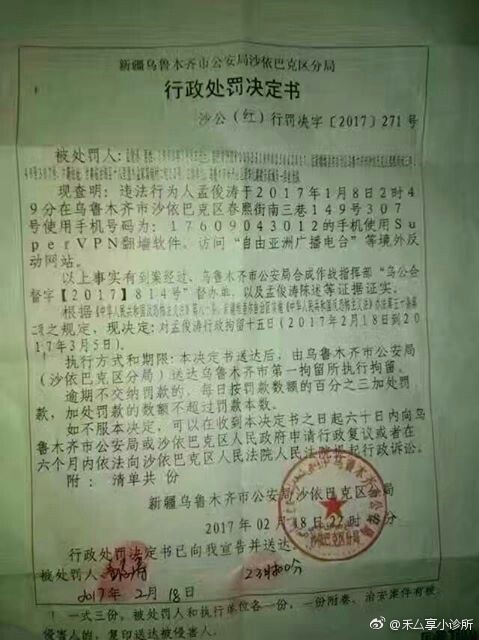 新疆乌鲁木齐市公安局沙依巴克区分局
行政处罚决定书
沙公（红）行罚决字〔2017〕271号
被处罚人：
现查明：违法行为人孟俊涛于2017年1月8日2时4
9分在乌鲁木齐市沙依巴克区春熙街南三巷149号307
号使用手机号码为：17609043012的手机使用Su
perVPN翻墙软件。访问“自由亚洲广播电台”等境外反
动网站。
以上事实有到案经过、乌鲁木齐市公安局合成作战指挥部“乌公会
督字【2017】814号”督办单，以及孟俊涛陈述等证据证实。
根据《中华人民共和国反恐怖主义法》
之规定，现决定：对孟俊涛行政拘留十五日（2017年2月18日到2
017年3月5日）。
执行方式和期限：本决定书送达后，由乌鲁木齐市公安局
（沙依巴克区分局）送达乌鲁木齐市第一拘留所执行拘留。
逾期不交纳罚款的，每日按罚款数额的百分之三加处罚
款，加处罚款的数额不超过罚款本数。
如不服本决定，可以在收到本决定书之日起六十日内向乌
鲁木齐市公安局或沙依巴克区人民政府申请行政复议或者在
六个月内依法向沙依巴克区人民法院人民法院提起行政诉讼。
附：清单共 份
新疆乌鲁木齐市公安局沙依巴克区分局
2017年02月18日22时48分
行政处罚决定书已向我宣告并送达。
被处罚人
2017年2月18日
一式三份，被处罚人和执行单位各一份，一份附卷。治安案件有被
侵害人的，复印送达被侵害人。
沙依巴克区分局
@禾厶享小诊所